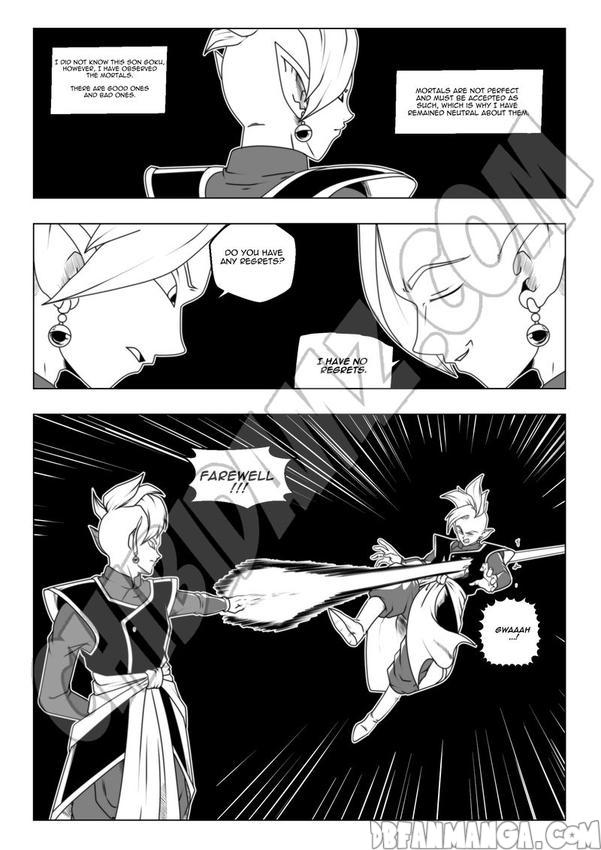 I DID NOT KNOW THIS SON GOKU,
HOWEVER, I HAVE OBSERVED
THE MORTALS.
THERE ARE GOOD ONES
AND BAD ONES.
MORTALS ARE NOT PERFECT
AND MUST BE ACCEPTED AS
SUCH, WHICH IS WHY I HAVE
REMAINED NEUTRAL ABOUT THEM.
DO YOU HAVE
ANY REGRETS?
I HAVE NO
REGRETS.
FAREWELL
!!!
GWAAAH
...!
CHIBIDAMZ.COM
DBFANMANGA.COM